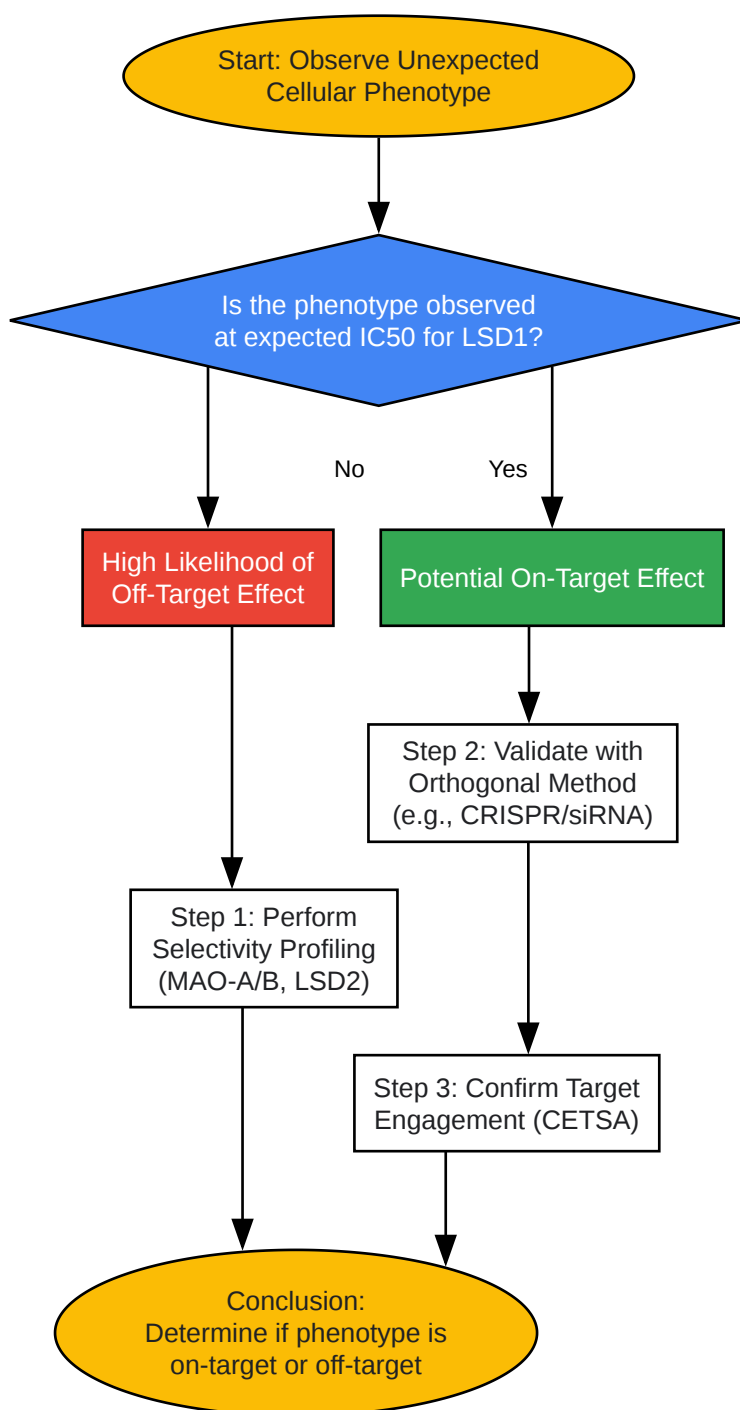 Start: Observe Unexpected
Cellular Phenotype
Is the phenotype observed
at expected IC50 for LSD1?
No
Yes
High Likelihood of
Off-Target Effect
Potential On-Target Effect
Step 2: Validate with
Orthogonal Method
(e.g., CRISPR/siRNA)
Step 1: Perform
Selectivity Profiling
(MAO-A/B, LSD2)
Step 3: Confirm Target
Engagement (CETSA)
Conclusion:
Determine if phenotype is
on-target or off-target